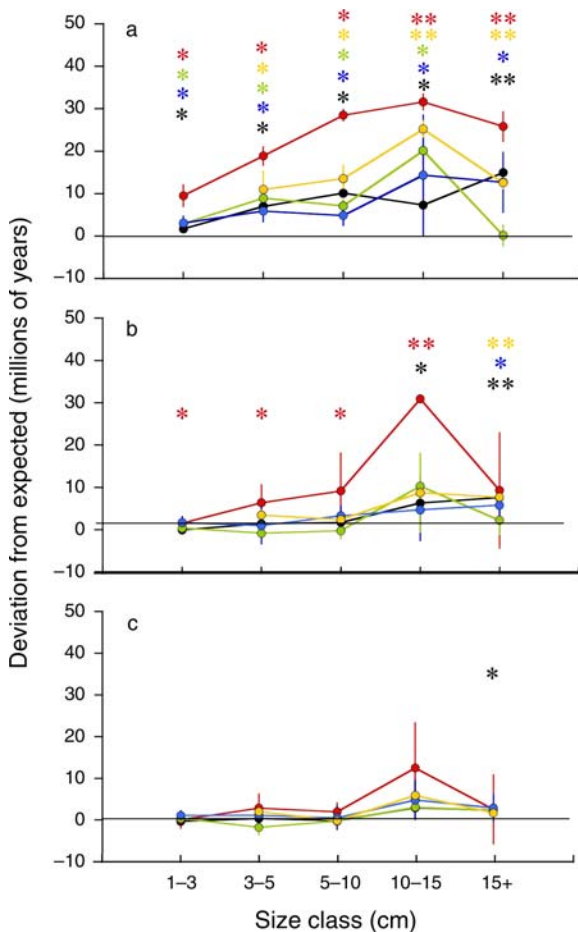 Deviation from expected (millions of years)
a
** **
* * * ** **
* * * * *
* * * * **
* * * *
50
40
30
20
10
0
−10
b
** **
* *
* * * **
50
40
30
20
10
0
−10
c
*
50
40
30
20
10
0
−10
1–3 3–5 5–10 10–15 15+
Size class (cm)